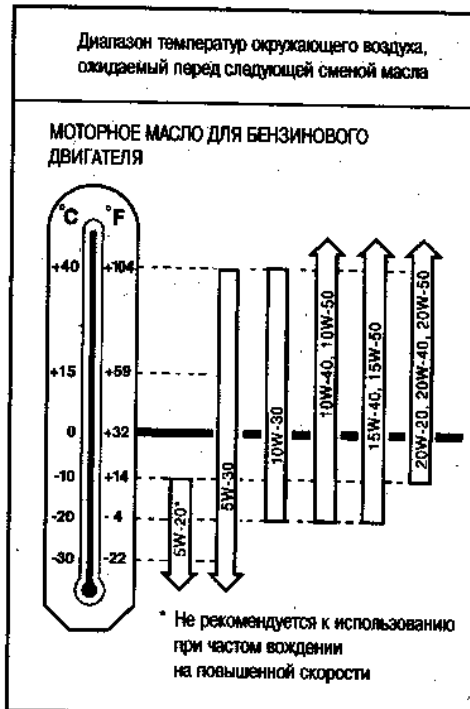 Диапазон температур окружающего воздуха,
ожидаемый перед следующей сменой масла
МОТОРНОЕ МАСЛО ДЛЯ БЕНЗИНОВОГО
ДВИГАТЕЛЯ
°C °F
+40 +104
+15 +59
0 +32
-10 +14
-20 -4
-30 -22
5W-20*
5W-30
10W-30
10W-40, 10W-50
15W-40, 15W-50
20W-20, 20W-40, 20W-50
* Не рекомендуется к использованию
при частом вождении
на повышенной скорости